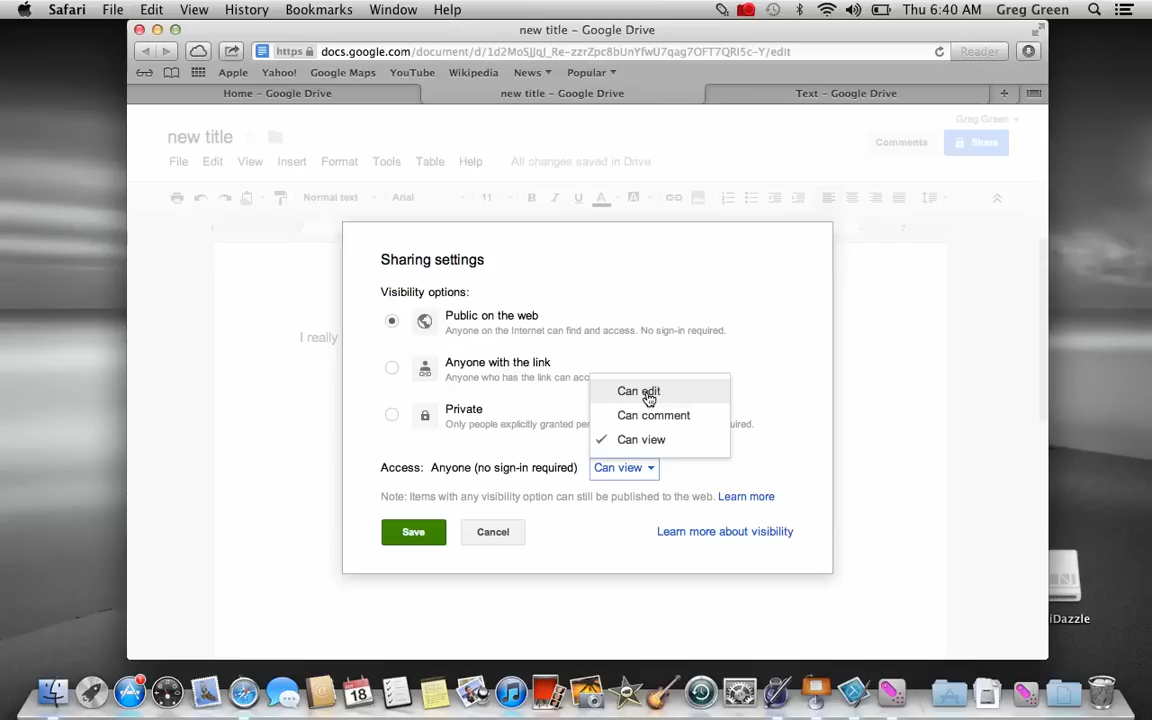 Safari File Edit View History Bookmarks Window Help Thu 6:40 AM Greg Green
new title – Google Drive
https docs.google.com/document/d/1d2MoSJJqJ_Re-zzrZpc8bUnYfwU7qag7OFT7QRi5c-Y/edit Reader
Apple Yahoo! Google Maps YouTube Wikipedia News Popular
Home – Google Drive new title – Google Drive Text – Google Drive
Greg Green
new title Comments Share
File Edit View Insert Format Tools Table Help All changes saved in Drive
Normal text Arial 11 B I U A A
1 7
Sharing settings
Visibility options:
Public on the web
Anyone on the Internet can find and access. No sign-in required.
I really
Anyone with the link
Anyone who has the link can acc
Can edit
Private
Can comment
Only people explicitly granted per uired.
Can view
Access: Anyone (no sign-in required) Can view
Note: Items with any visibility option can still be published to the web. Learn more
Save Cancel Learn more about visibility
iDazzle
18